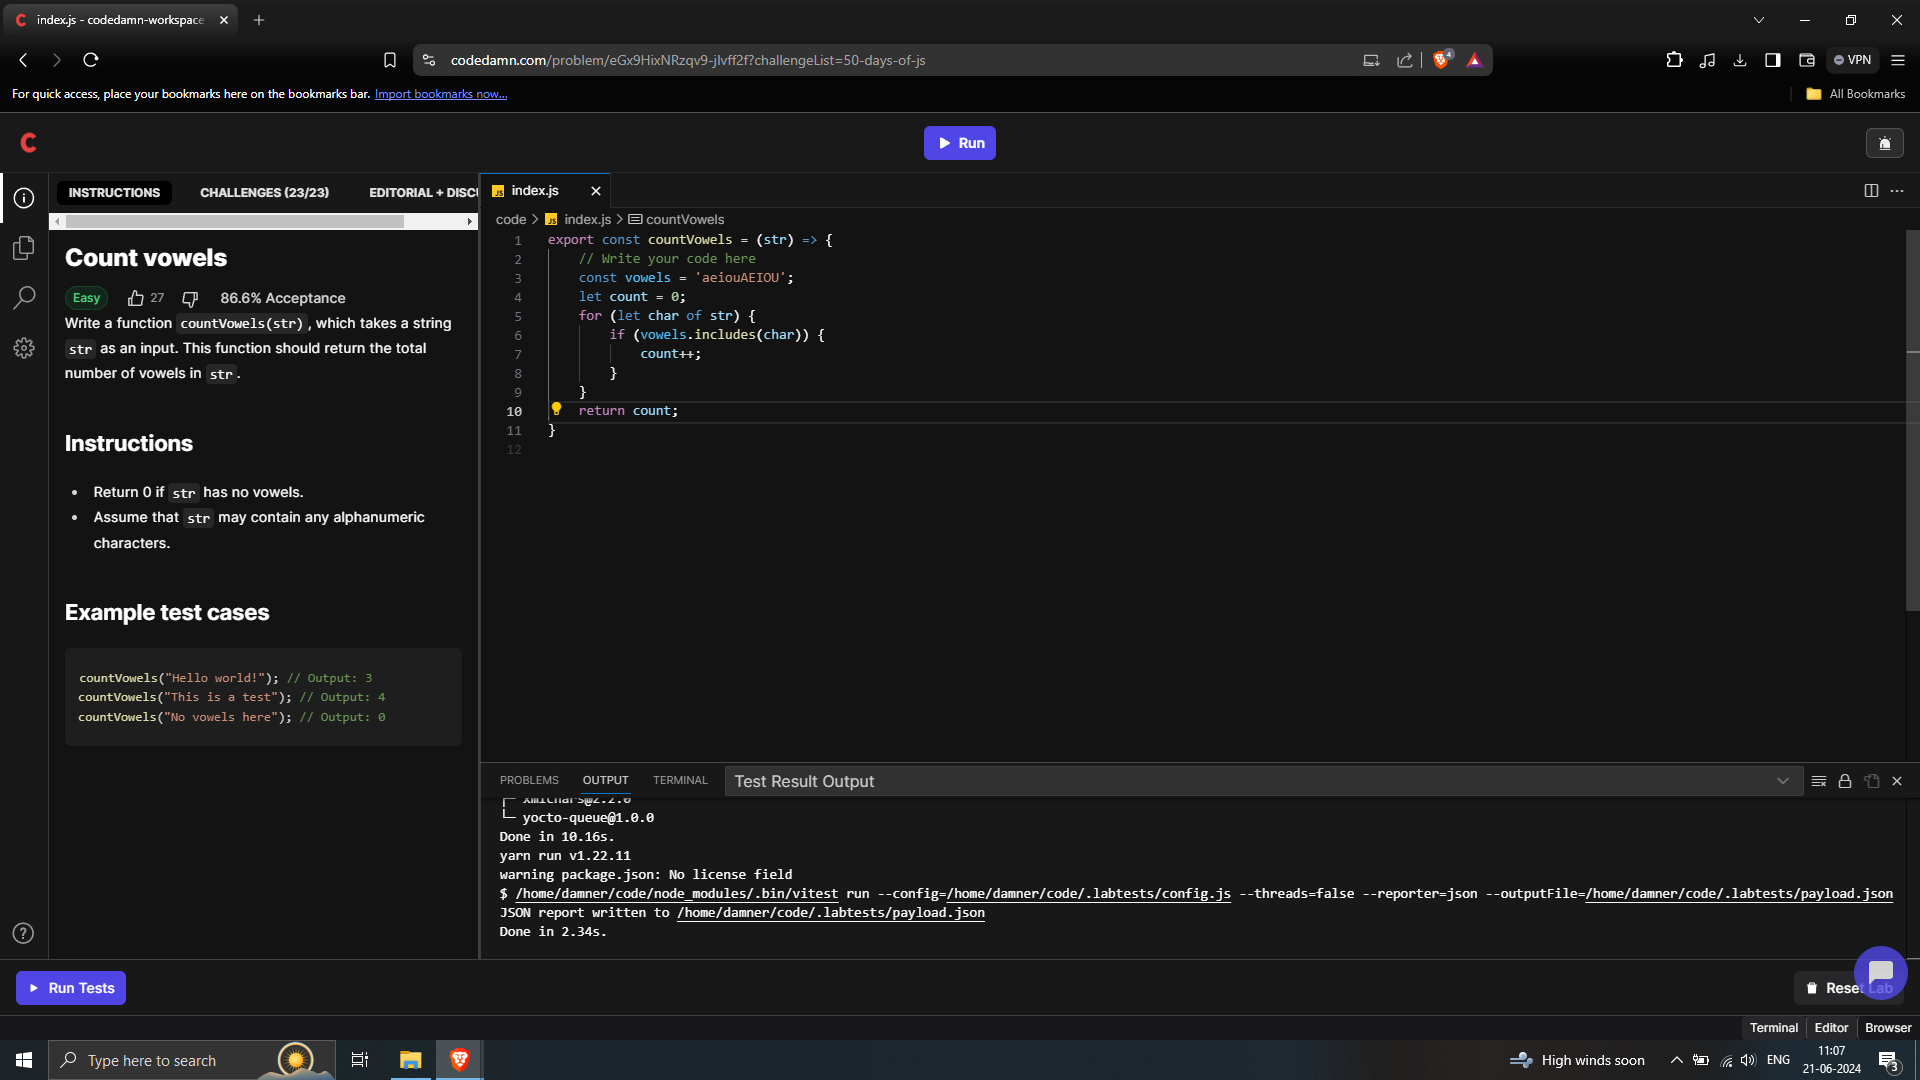 index.js - codedamn-workspace
codedamn.com/problem/eGx9HixNRzqv9-jlvff2f?challengeList=50-days-of-js
4
VPN
For quick access, place your bookmarks here on the bookmarks bar. Import bookmarks now...
All Bookmarks
Run
INSTRUCTIONS
CHALLENGES (23/23)
EDITORIAL + DISCU
Count vowels
Easy
27
86.6% Acceptance
Write a function countVowels(str), which takes a string
str as an input. This function should return the total
number of vowels in str.
Instructions
Return 0 if str has no vowels.
Assume that str may contain any alphanumeric
characters.
Example test cases
countVowels("Hello world!"); // Output: 3
countVowels("This is a test"); // Output: 4
countVowels("No vowels here"); // Output: 0
JS index.js
code > JS index.js > countVowels
1 export const countVowels = (str) => {
2 // Write your code here
3 const vowels = 'aeiouAEIOU';
4 let count = 0;
5 for (let char of str) {
6 if (vowels.includes(char)) {
7 count++;
8 }
9 }
10 return count;
11 }
12
PROBLEMS
OUTPUT
TERMINAL
Test Result Output
xmlchars@2.2.0
yocto-queue@1.0.0
Done in 10.16s.
yarn run v1.22.11
warning package.json: No license field
$ /home/damner/code/node_modules/.bin/vitest run --config=/home/damner/code/.labtests/config.js --threads=false --reporter=json --outputFile=/home/damner/code/.labtests/payload.json
JSON report written to /home/damner/code/.labtests/payload.json
Done in 2.34s.
Run Tests
Reset Lab
Terminal
Editor
Browser
Type here to search
High winds soon
ENG
11:07
21-06-2024
3